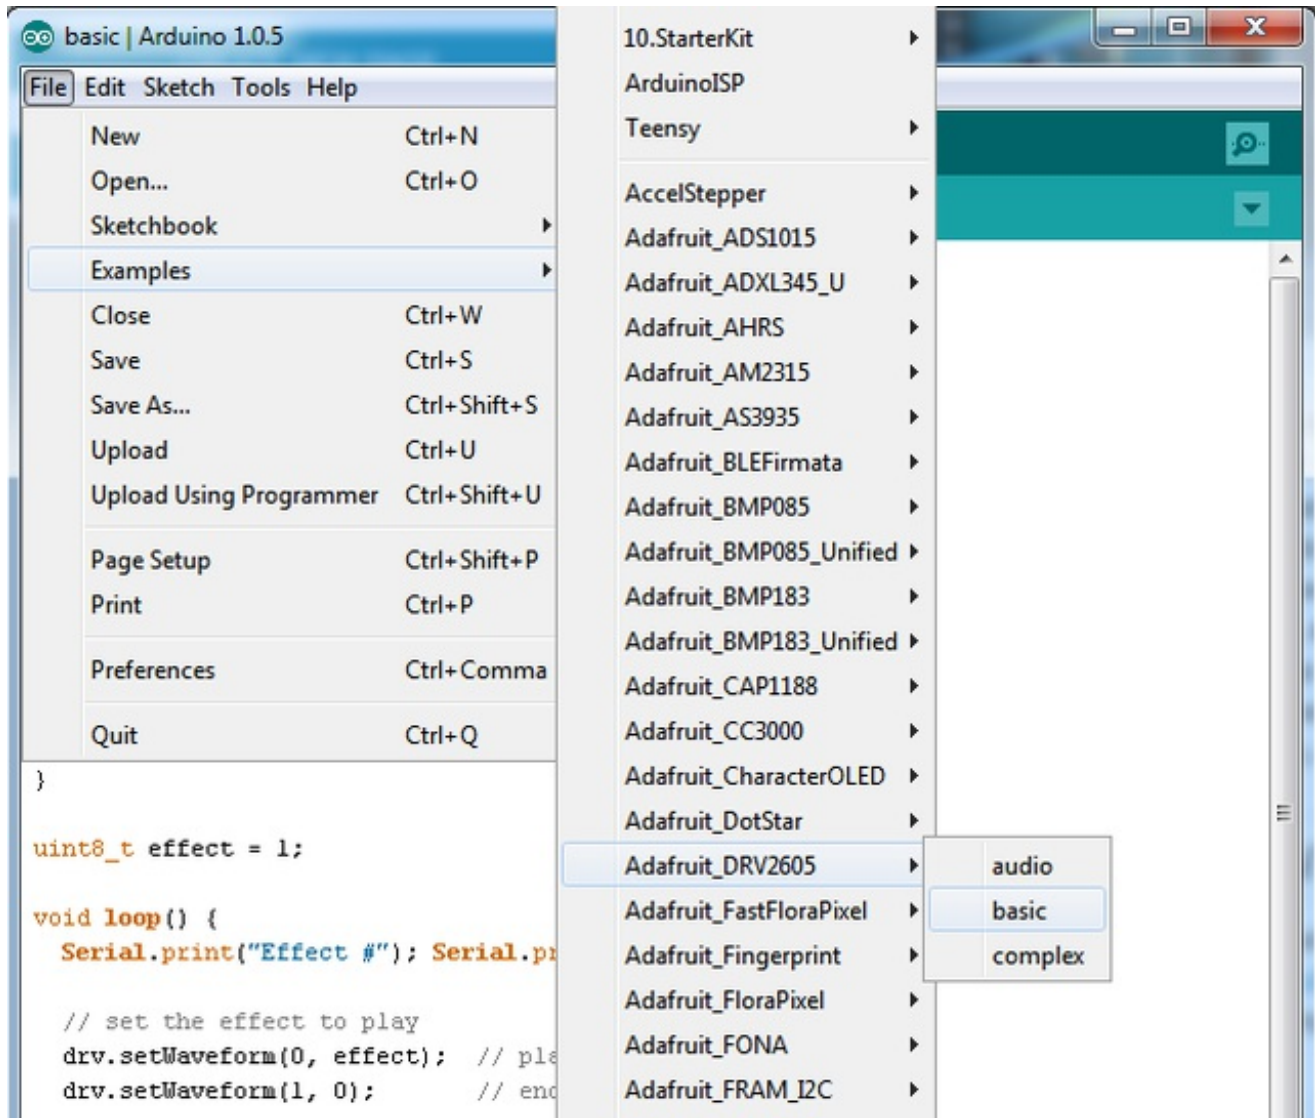 basic | Arduino 1.0.5
File Edit Sketch Tools Help
New Ctrl+N
Open... Ctrl+O
Sketchbook
Examples
Close Ctrl+W
Save Ctrl+S
Save As... Ctrl+Shift+S
Upload Ctrl+U
Upload Using Programmer Ctrl+Shift+U
Page Setup Ctrl+Shift+P
Print Ctrl+P
Preferences Ctrl+Comma
Quit Ctrl+Q
10.StarterKit
ArduinoISP
Teensy
AccelStepper
Adafruit_ADS1015
Adafruit_ADXL345_U
Adafruit_AHRS
Adafruit_AM2315
Adafruit_AS3935
Adafruit_BLEFirmata
Adafruit_BMP085
Adafruit_BMP085_Unified
Adafruit_BMP183
Adafruit_BMP183_Unified
Adafruit_CAP1188
Adafruit_CC3000
Adafruit_CharacterOLED
Adafruit_DotStar
Adafruit_DRV2605
Adafruit_FastFloraPixel
Adafruit_Fingerprint
Adafruit_FloraPixel
Adafruit_FONA
Adafruit_FRAM_I2C
audio
basic
complex
}
uint8_t effect = 1;
void loop() {
Serial.print("Effect #"); Serial.pr
// set the effect to play
drv.setWaveform(0, effect); // pla
drv.setWaveform(1, 0); // end